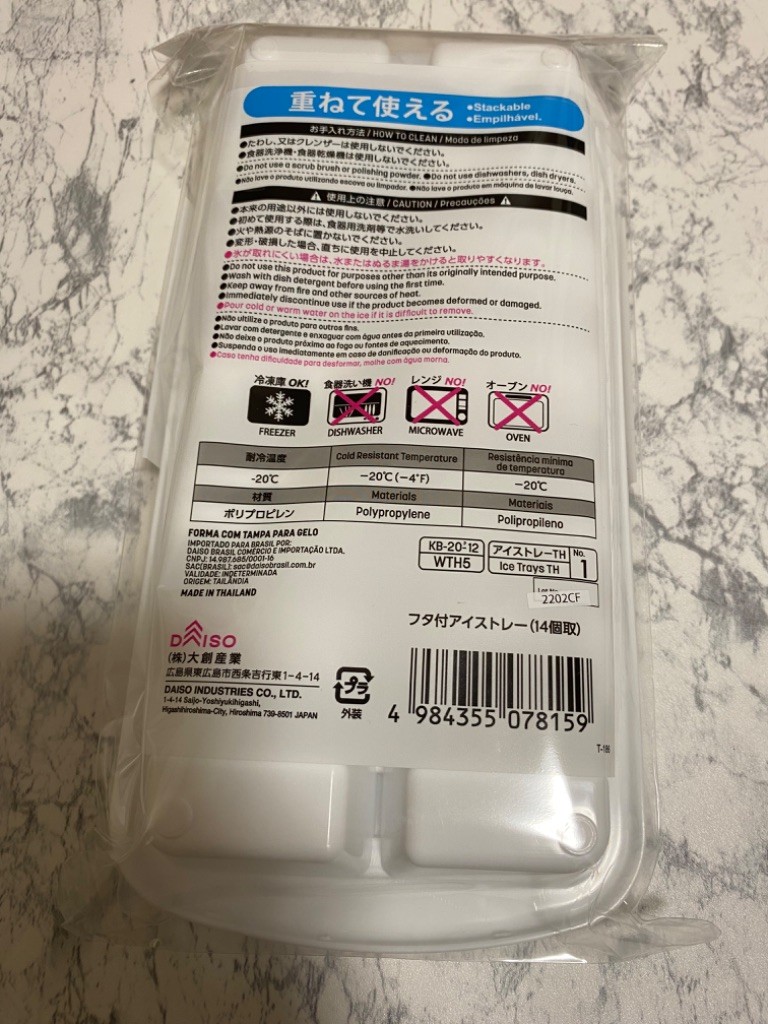 重ねて使える
•Stackable
•Empilhável.
お手入れ方法 / HOW TO CLEAN / Modo de limpeza
●たわし、又はクレンザーは使用しないでください。
●食器洗浄機・食器乾燥機は使用しないでください。
●Do not use a scrub brush or polishing powder. ●Do not use dishwashers, dish dryers.
●Não lave o produto utilizando escova ou limpador. ●Não lave o produto em máquina de lavar louça.
⚠ 使用上の注意 / CAUTION / Precauções ⚠
●本来の用途以外には使用しないでください。
●初めて使用する際は、食器用洗剤等で水洗いしてください。
●火や熱源のそばに置かないでください。
●変形・破損した場合、直ちに使用を中止してください。
●氷が取れにくい場合は、水またはぬるま湯をかけると取りやすくなります。
●Do not use this product for purposes other than its originally intended purpose.
●Wash with dish detergent before using the first time.
●Keep away from fire and other sources of heat.
●Immediately discontinue use if the product becomes deformed or damaged.
●Pour cold or warm water on the ice if it is difficult to remove.
●Não ultilize o produto para outros fins.
●Lavar com detergente e enxaguar com água antes da primeira utilização.
●Não deixe o produto próximo ao fogo ou fontes de aquecimento.
●Suspenda o uso imediatamente em caso de danificação ou deformação do produto.
●Caso tenha dificuldade para desformar, molhe com água morna.
冷凍庫 OK! 食器洗い機 NO! レンジ NO! オーブン NO!
FREEZER DISHWASHER MICROWAVE OVEN
耐冷温度 Cold Resistant Temperature Resistência mínima de temperatura
-20℃ −20℃ (−4°F) −20℃
材質 Materials Materiais
ポリプロピレン Polypropylene Polipropileno
FORMA COM TAMPA PARA GELO
IMPORTADO PARA BRASIL POR:
DAISO BRASIL COMÉRCIO E IMPORTAÇÃO LTDA.
CNPJ: 14.987.685/0001-16
SAC(BRASIL): sac@daisobrasil.com.br
VALIDADE: INDETERMINADA
ORIGEM: TAILÂNDIA
MADE IN THAILAND
WTH5
アイストレーTH
Ice Trays TH
No.
1
2202CF
フタ付アイストレー(14個取)
DAISO
(株)大創産業
広島県東広島市西条吉行東1-4-14
DAISO INDUSTRIES CO., LTD.
1-4-14 Saijo-Yoshiyukihigashi,
Higashihiroshima-City, Hiroshima 739-8501 JAPAN
プラ
外装
4 984355 078159